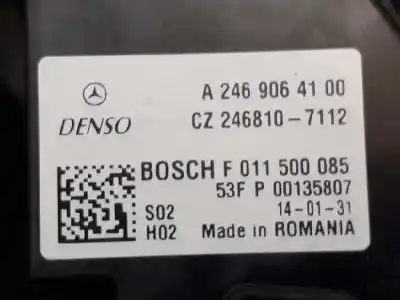 A 246 906 41 00
DENSO CZ 246810-7112
BOSCH F 011 500 085
53F P 00135807
S02 14-01-31
H02 Made in ROMANIA